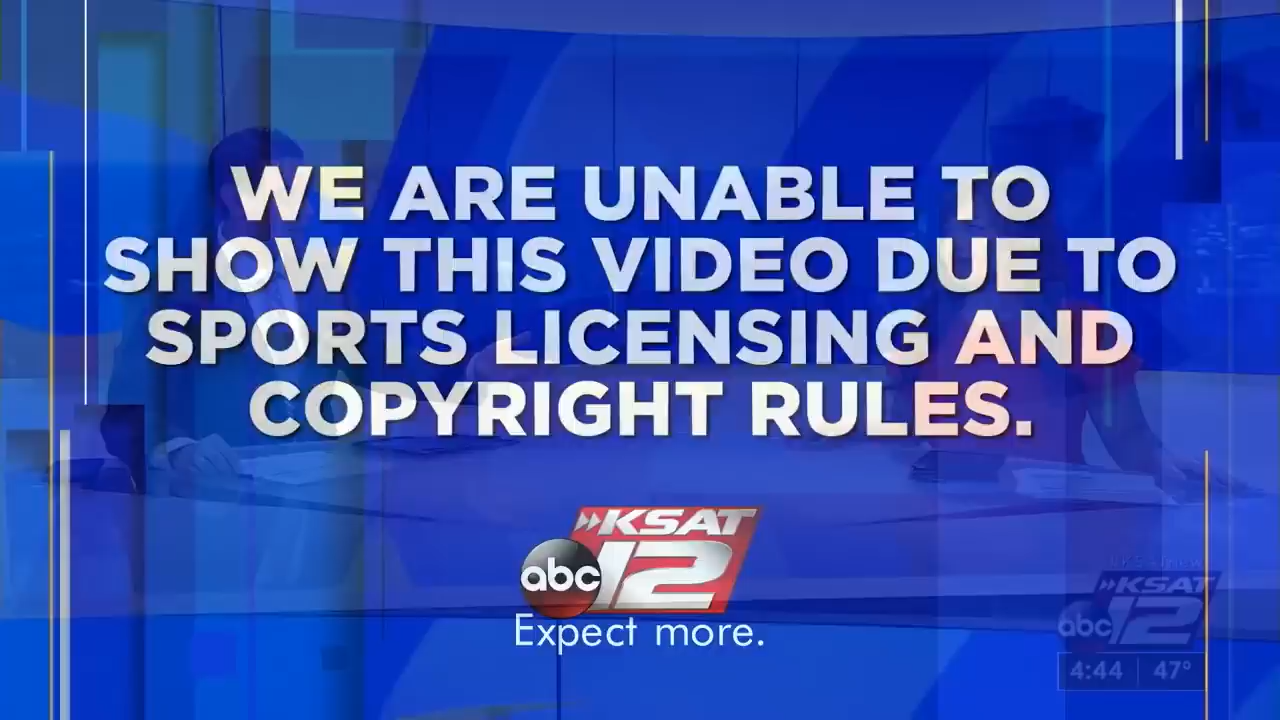 WE ARE UNABLE TO
SHOW THIS VIDEO DUE TO
SPORTS LICENSING AND
COPYRIGHT RULES.
KSAT
abc 12
Expect more.
KSAT
abc 12
4:44 47°